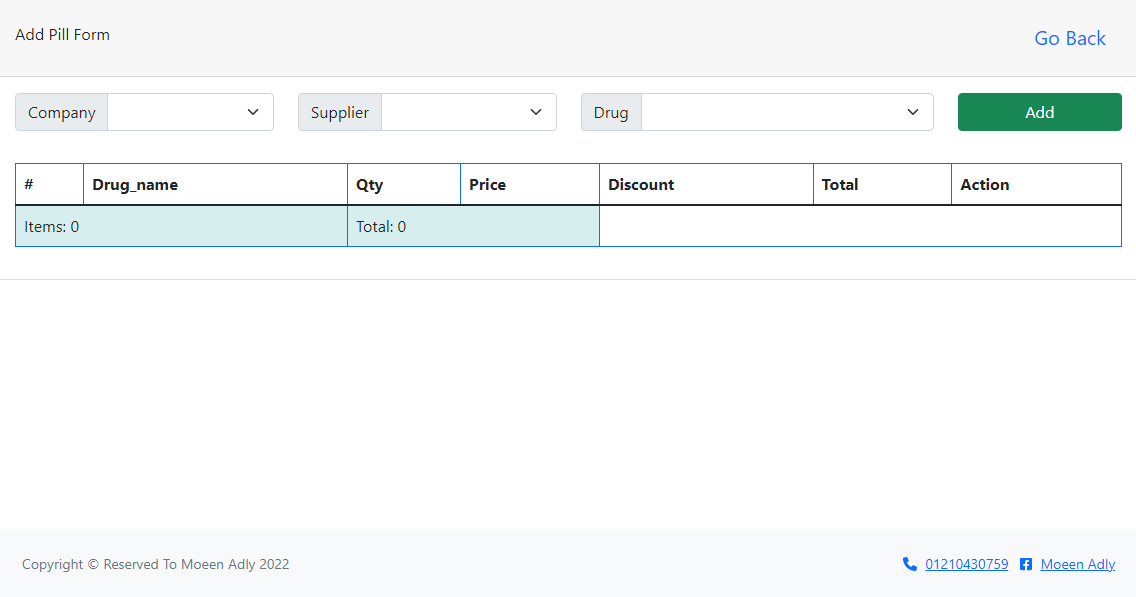 Add Pill Form
Go Back
Company
Supplier
Drug
Add
# Drug_name Qty Price Discount Total Action
Items: 0 Total: 0
Copyright © Reserved To Moeen Adly 2022
01210430759 Moeen Adly